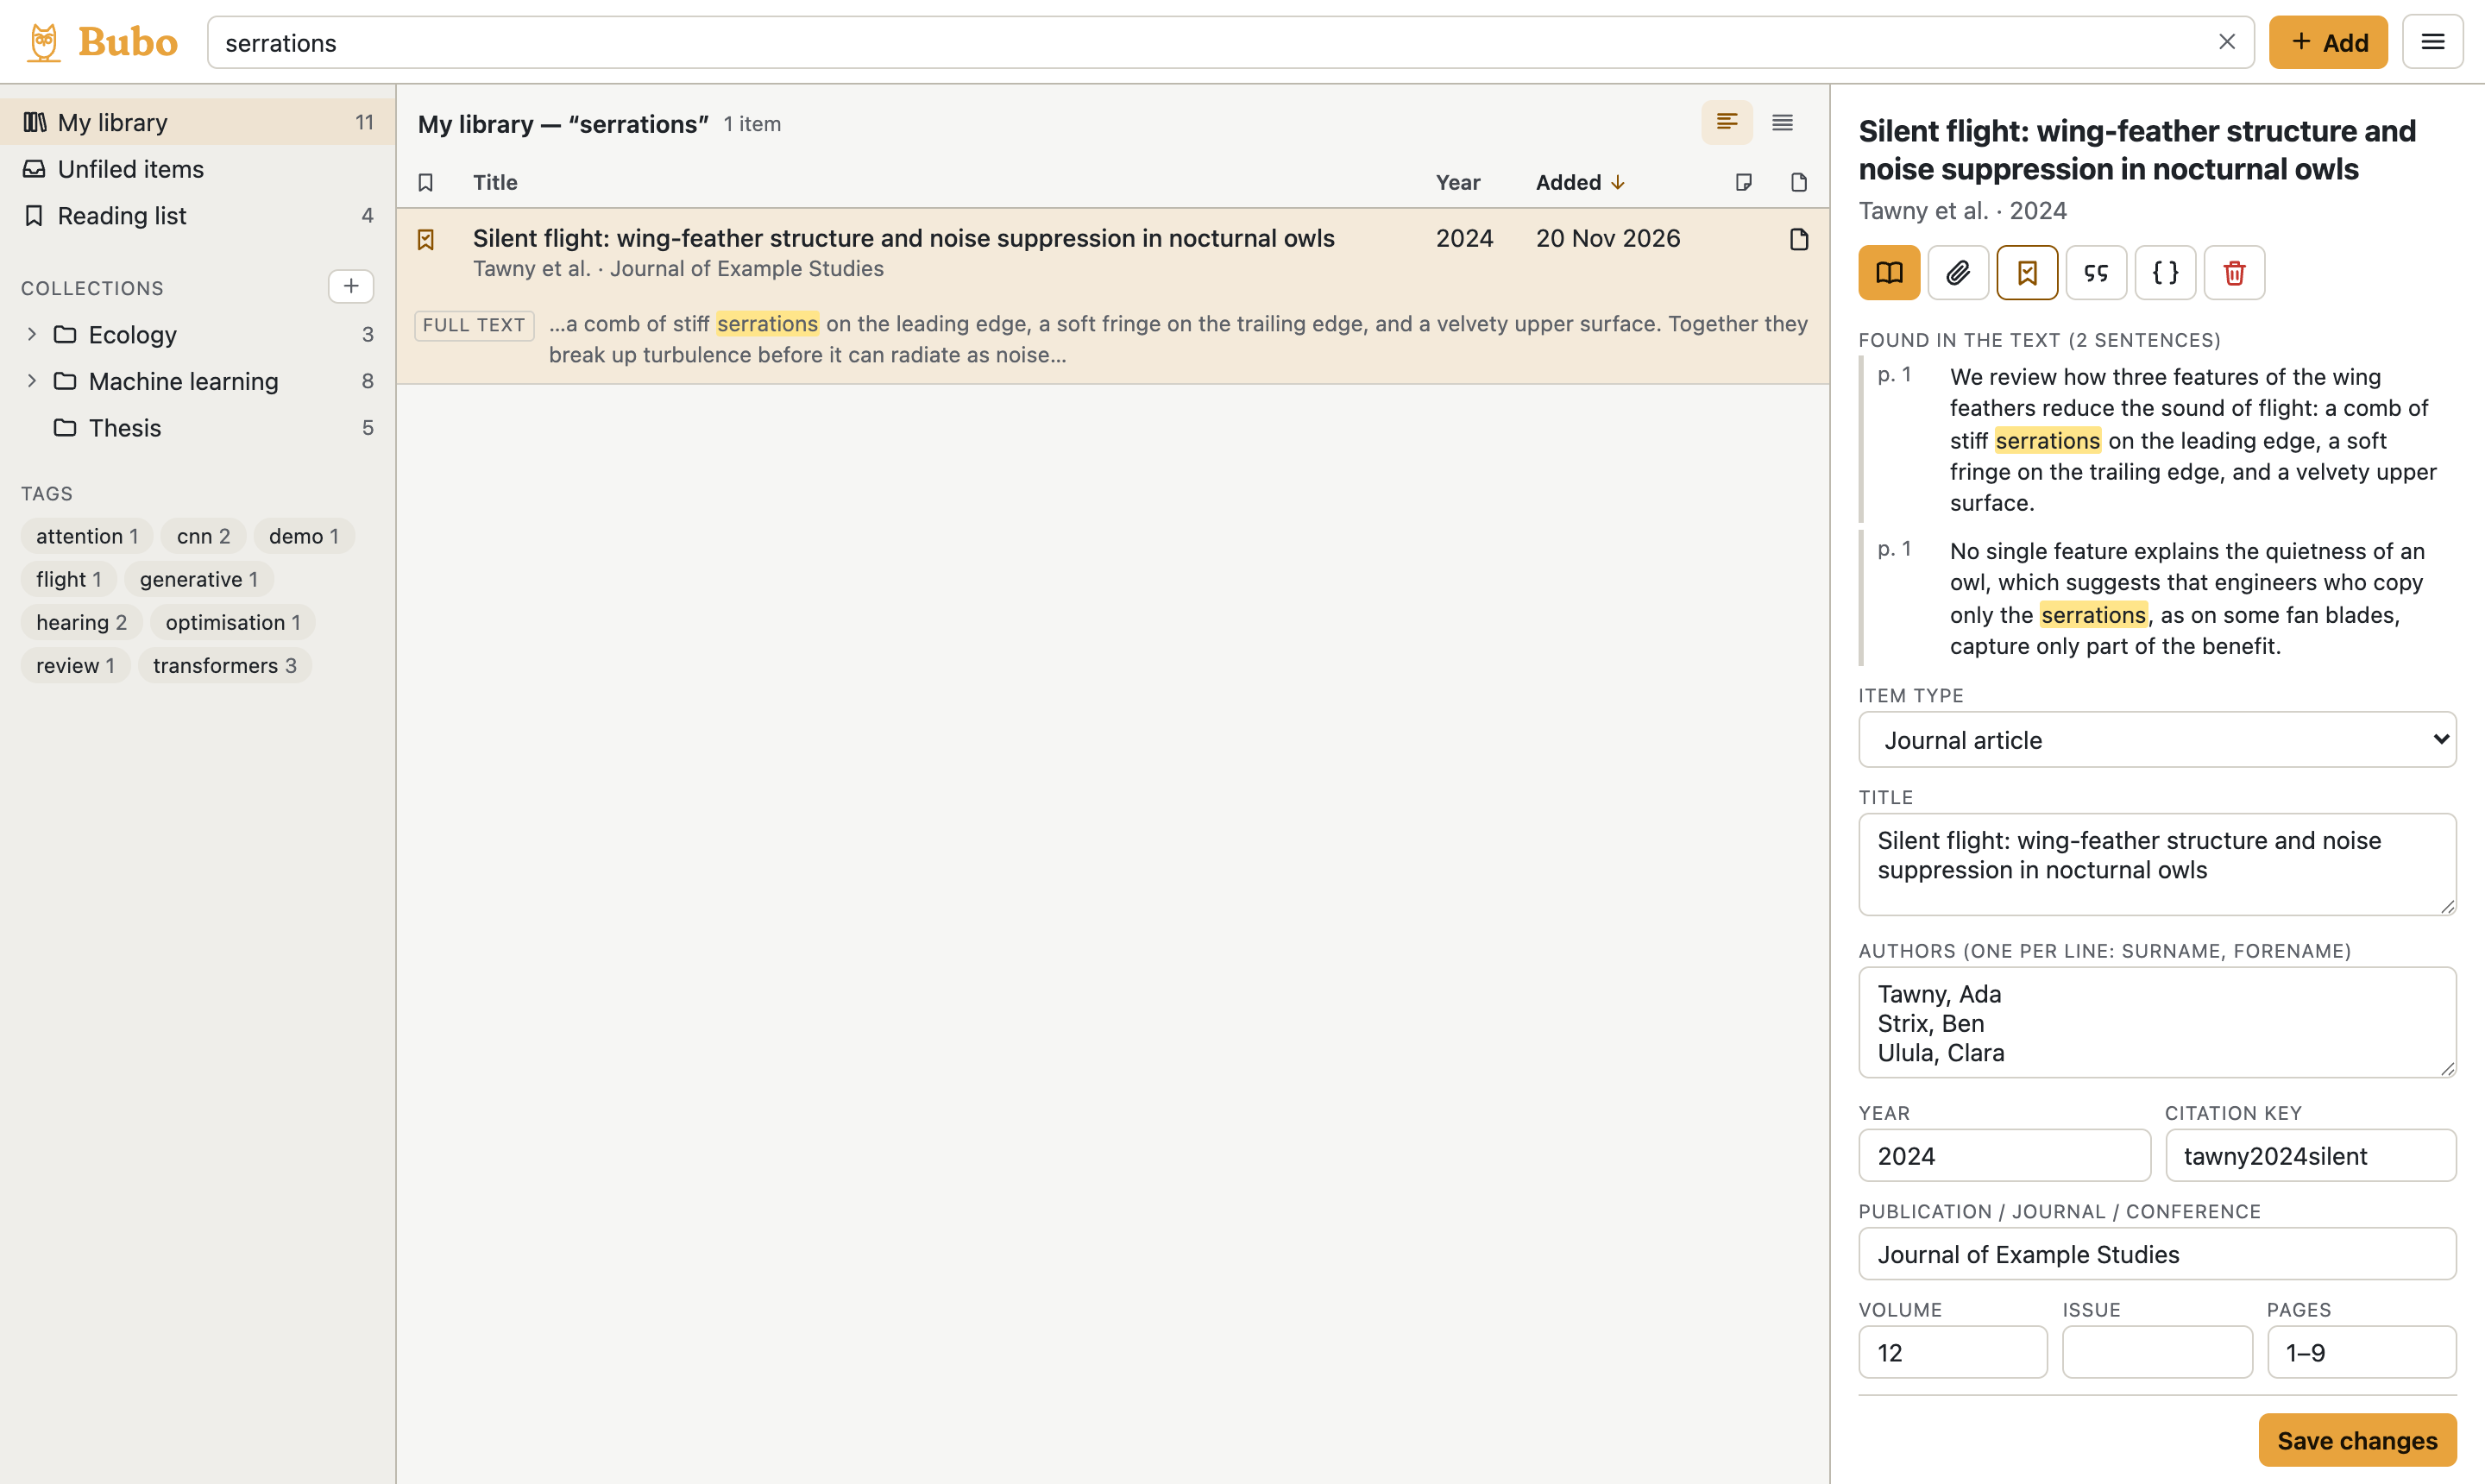 Bubo
serrations
+ Add
My library 11
Unfiled items
Reading list 4
COLLECTIONS
Ecology 3
Machine learning 8
Thesis 5
TAGS
attention 1 cnn 2 demo 1
flight 1 generative 1
hearing 2 optimisation 1
review 1 transformers 3
My library — “serrations” 1 item
Title Year Added
Silent flight: wing-feather structure and noise suppression in nocturnal owls 2024 20 Nov 2026
Tawny et al. · Journal of Example Studies
FULL TEXT …a comb of stiff serrations on the leading edge, a soft fringe on the trailing edge, and a velvety upper surface. Together they
break up turbulence before it can radiate as noise…
Silent flight: wing-feather structure and
noise suppression in nocturnal owls
Tawny et al. · 2024
FOUND IN THE TEXT (2 SENTENCES)
p. 1 We review how three features of the wing
feathers reduce the sound of flight: a comb of
stiff serrations on the leading edge, a soft
fringe on the trailing edge, and a velvety upper
surface.
p. 1 No single feature explains the quietness of an
owl, which suggests that engineers who copy
only the serrations, as on some fan blades,
capture only part of the benefit.
ITEM TYPE
Journal article
TITLE
Silent flight: wing-feather structure and noise
suppression in nocturnal owls
AUTHORS (ONE PER LINE: SURNAME, FORENAME)
Tawny, Ada
Strix, Ben
Ulula, Clara
YEAR CITATION KEY
2024 tawny2024silent
PUBLICATION / JOURNAL / CONFERENCE
Journal of Example Studies
VOLUME ISSUE PAGES
12 1–9
Save changes